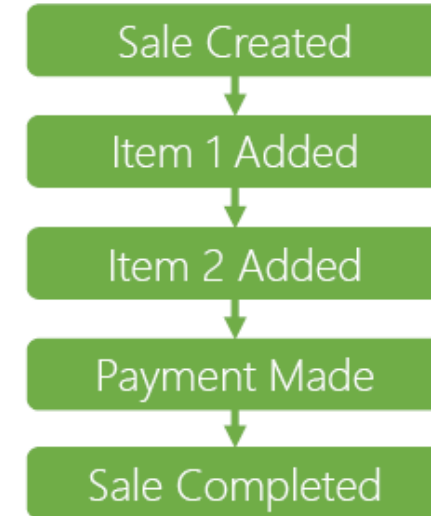 Sale Created
Item 1 Added
Item 2 Added
Payment Made
Sale Completed